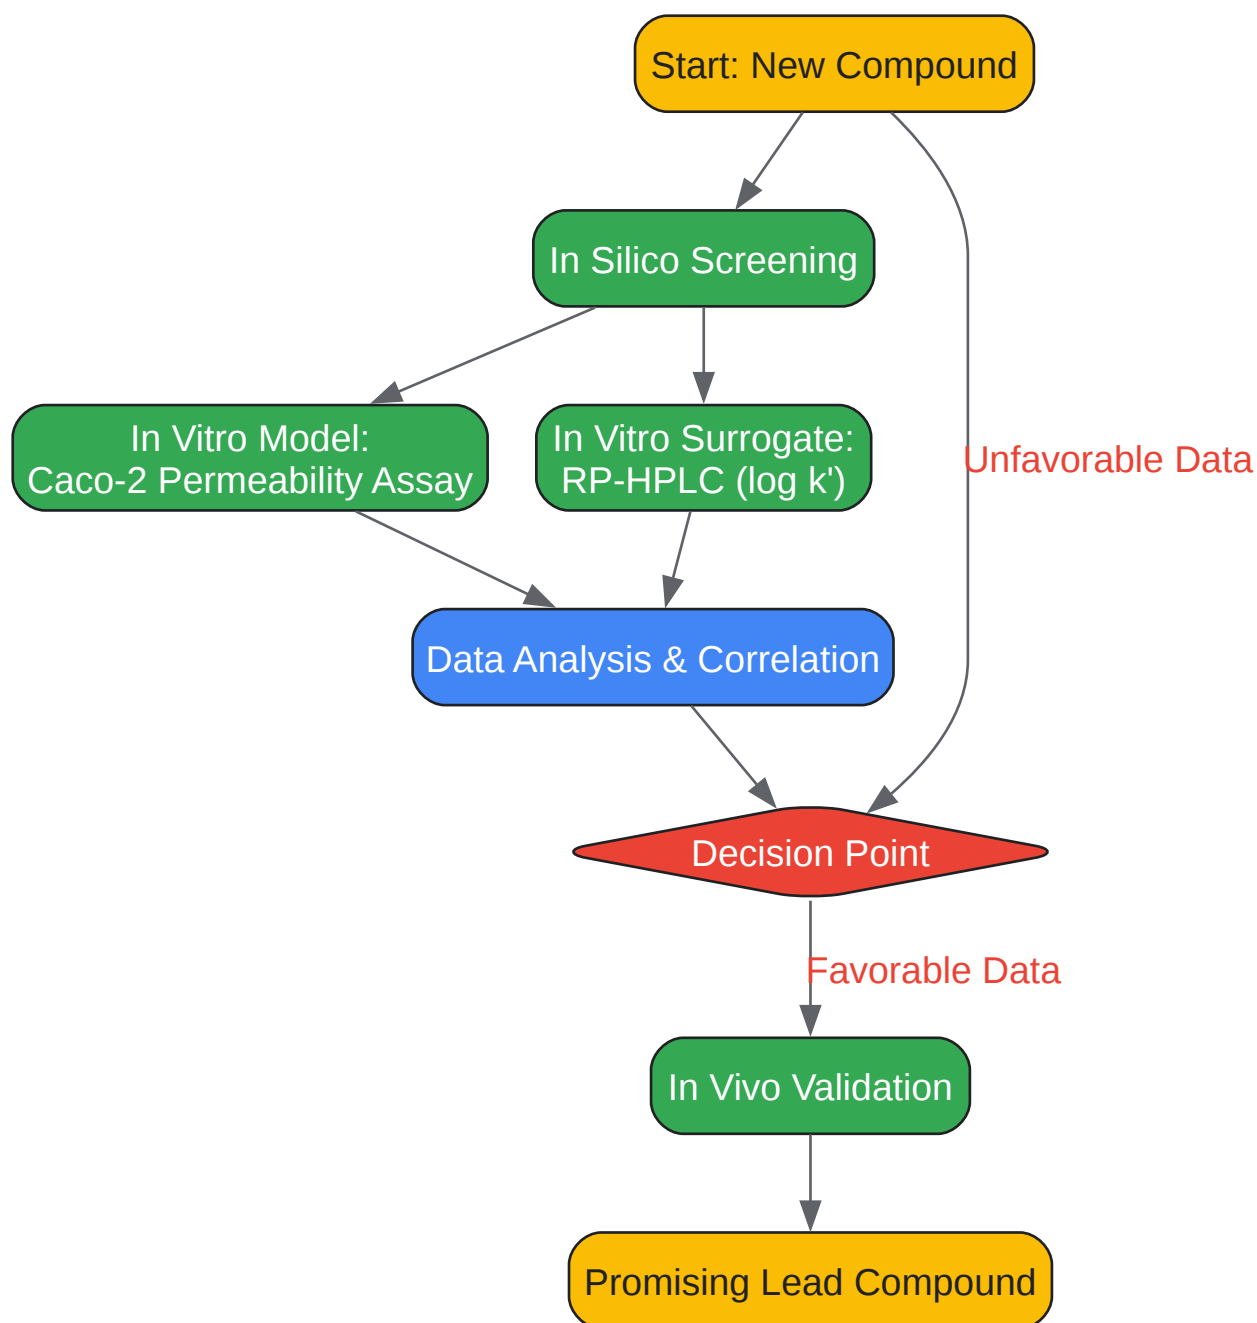 Start: New Compound
In Silico Screening
In Vitro Model:
Caco-2 Permeability Assay
In Vitro Surrogate:
RP-HPLC (log k')
Unfavorable Data
Data Analysis & Correlation
Decision Point
Favorable Data
In Vivo Validation
Promising Lead Compound